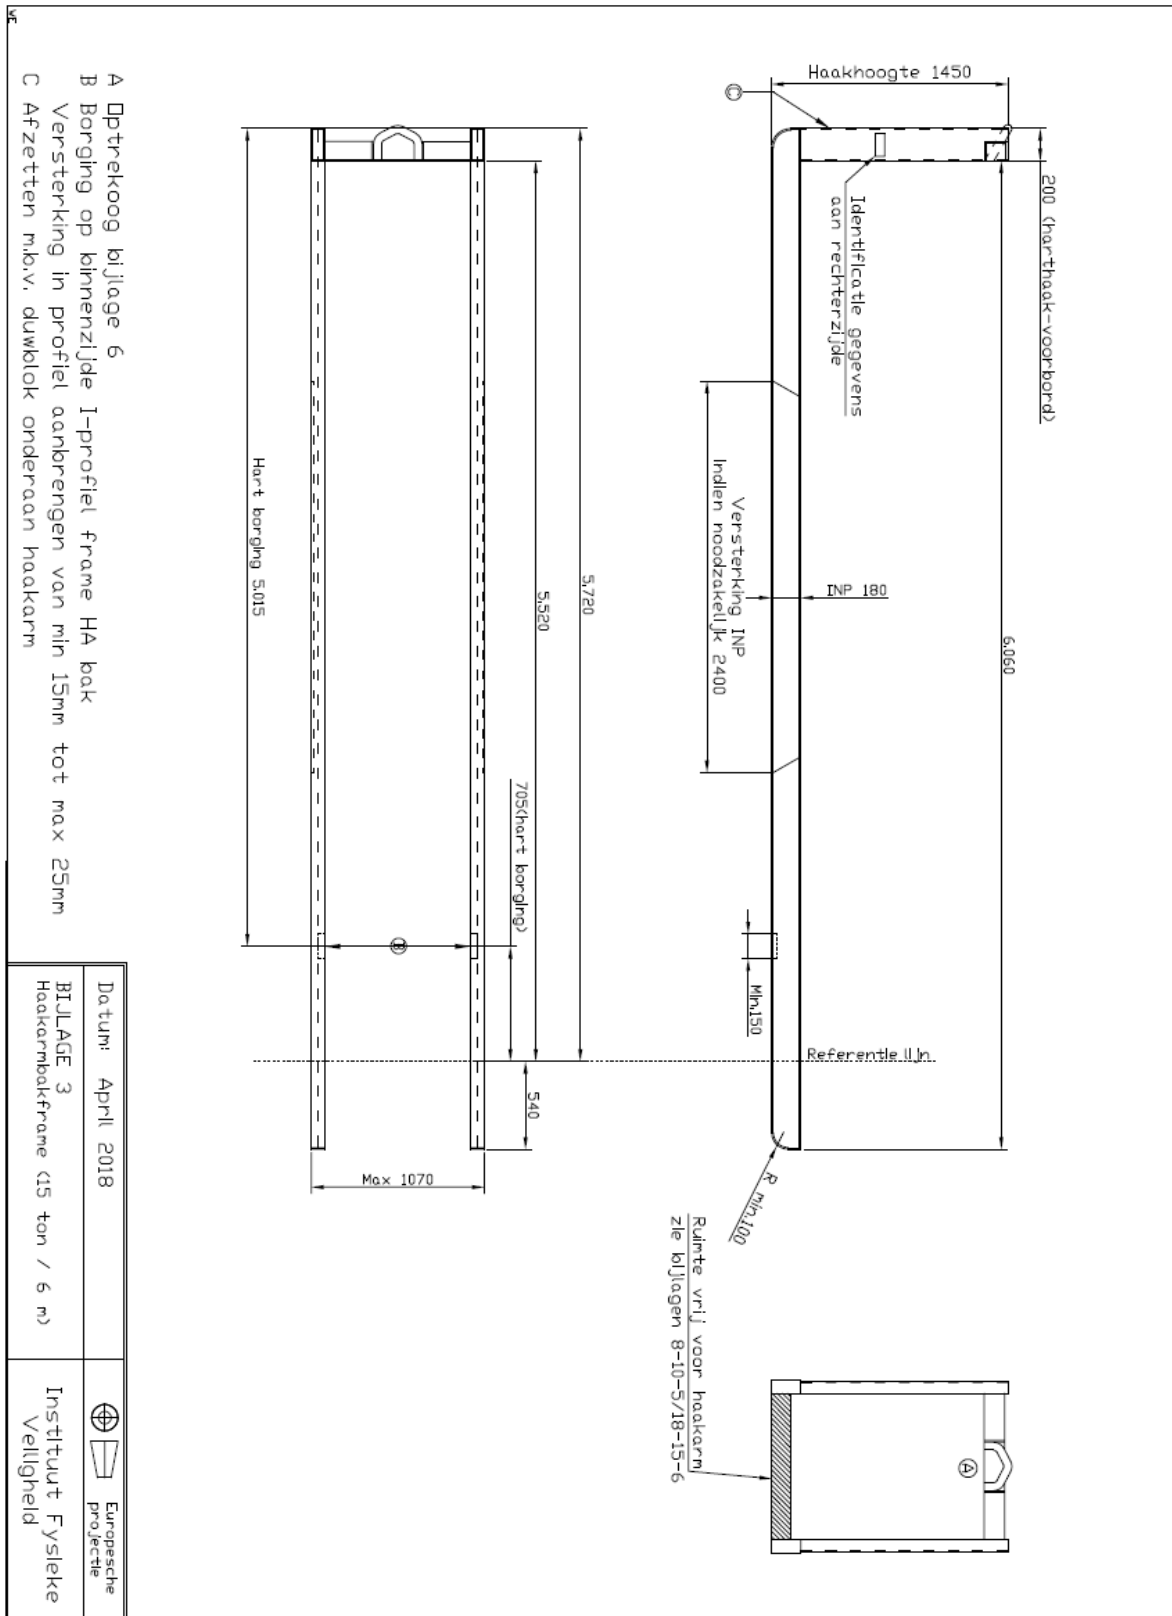 Haakhoogte 1450
C
200 (harthaak-voorbord)
Identificatie gegevens
aan rechterzijde
Versterking INP
Indien noodzakelijk 2400
INP 180
6.060
Min.150
Referentie lijn
R min.100
5.720
5.520
Hart borging 5.015
705(hart borging)
B
540
Max 1070
Ruimte vrij voor haakarm
zie bijlagen 8-10-5/18-15-6
A
A Optrekoog bijlage 6
B Borging op binnenzijde I-profiel frame HA bak
Versterking in profiel aanbrengen van min 15mm tot max 25mm
C Afzetten m.b.v. duwblok onderaan haakarm
Datum: April 2018
BIJLAGE 3
Haakarmbakframe (15 ton / 6 m)
Europesche
projectie
Instituut Fysieke
Veiligheid